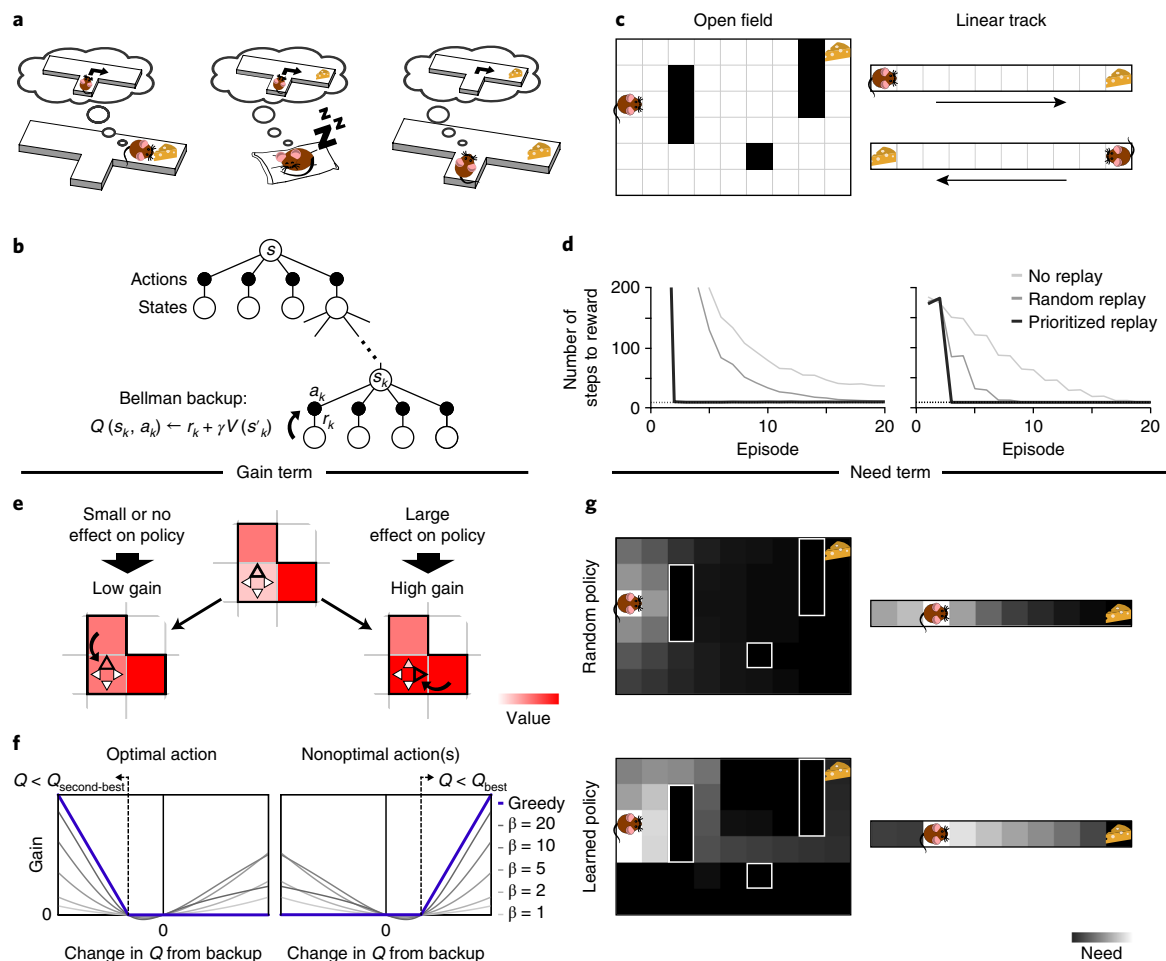 a
z
z
z
b
s
Actions
States
s_k
a_k
r_k
Bellman backup:
Q (s_k, a_k) ← r_k + γV (s′_k)
c
Open field
Linear track
d
No replay
Random replay
Prioritized replay
Number of
steps to reward
200
100
0
0
10
20
Episode
0
10
20
Episode
Gain term
Need term
e
Small or no
effect on policy
Low gain
Large
effect on policy
High gain
Value
f
Optimal action
Nonoptimal action(s)
Q < Q_second-best
Q < Q_best
Gain
0
Greedy
β = 20
β = 10
β = 5
β = 2
β = 1
0
0
Change in Q from backup
Change in Q from backup
g
Random policy
Learned policy
Need